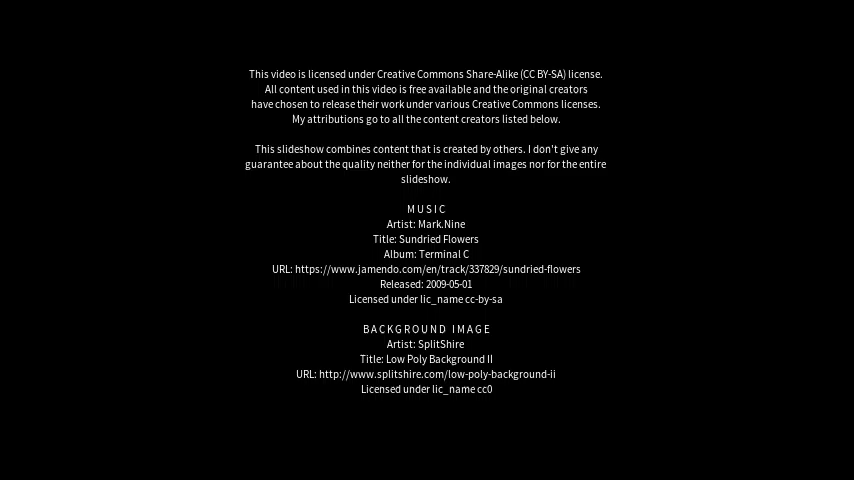 This video is licensed under Creative Commons Share-Alike (CC BY-SA) license.
All content used in this video is free available and the original creators
have chosen to release their work under various Creative Commons licenses.
My attributions go to all the content creators listed below.
This slideshow combines content that is created by others. I don't give any
guarantee about the quality neither for the individual images nor for the entire
slideshow.
MUSIC
Artist: Mark.Nine
Title: Sundried Flowers
Album: Terminal C
URL: https://www.jamendo.com/en/track/337829/sundried-flowers
Released: 2009-05-01
Licensed under lic_name cc-by-sa
BACKGROUND IMAGE
Artist: SplitShire
Title: Low Poly Background II
URL: http://www.splitshire.com/low-poly-background-ii
Licensed under lic_name cc0